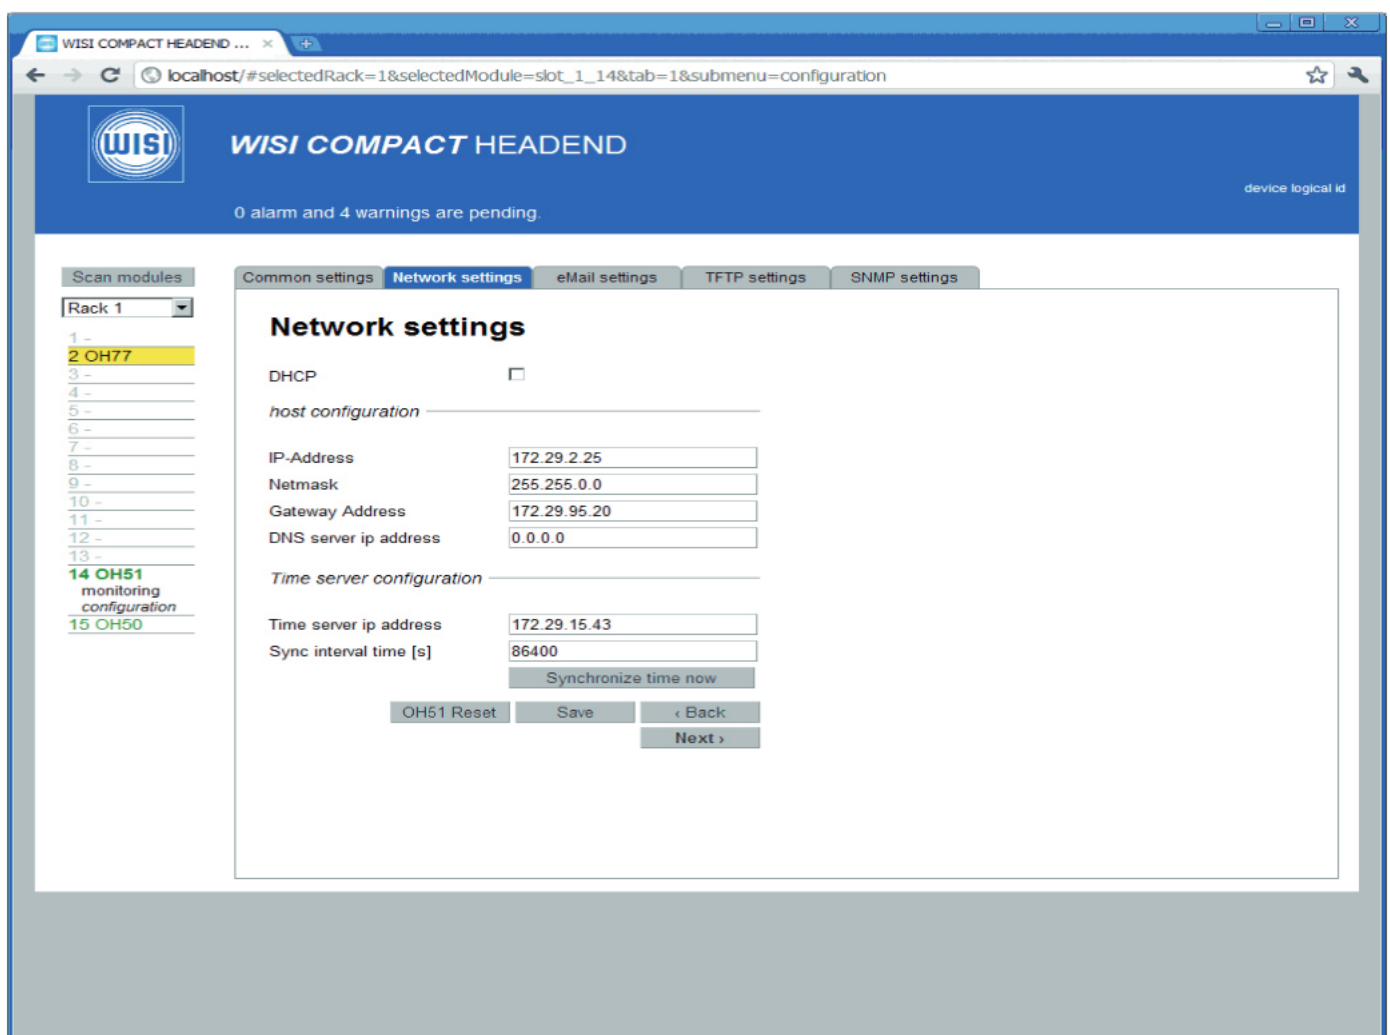 WISI COMPACT HEADEND ...
localhost/#selectedRack=1&selectedModule=slot_1_14&tab=1&submenu=configuration
WISI
WISI COMPACT HEADEND
device logical id
0 alarm and 4 warnings are pending.
Scan modules
Rack 1
1 -
2 OH77
3 -
4 -
5 -
6 -
7 -
8 -
9 -
10 -
11 -
12 -
13 -
14 OH51
monitoring
configuration
15 OH50
Common settings Network settings eMail settings TFTP settings SNMP settings
Network settings
DHCP
host configuration
IP-Address 172.29.2.25
Netmask 255.255.0.0
Gateway Address 172.29.95.20
DNS server ip address 0.0.0.0
Time server configuration
Time server ip address 172.29.15.43
Sync interval time [s] 86400
Synchronize time now
OH51 Reset Save ‹ Back
Next ›